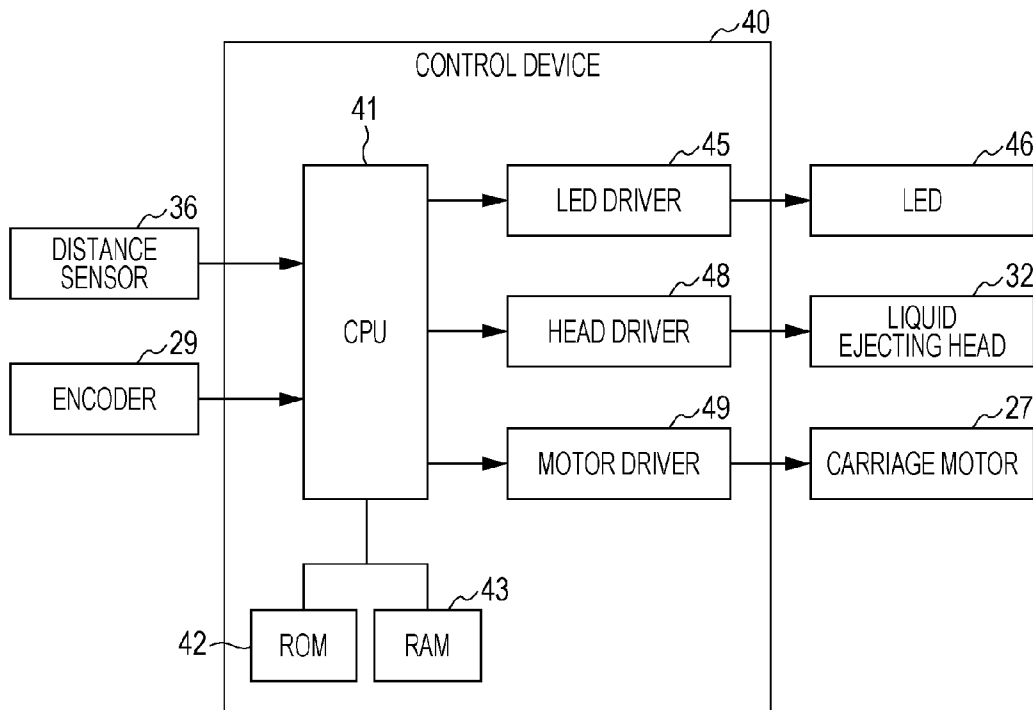 40
CONTROL DEVICE
41
45
46
LED DRIVER
LED
36
DISTANCE
SENSOR
48
32
CPU
HEAD DRIVER
LIQUID
EJECTING HEAD
29
ENCODER
49
27
MOTOR DRIVER
CARRIAGE MOTOR
42
ROM
43
RAM